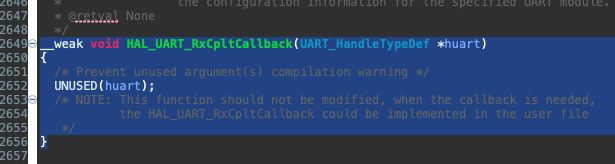 2646 * the configuration information for the specified UART module.
2647 * @retval None
2648 */
2649 __weak void HAL_UART_RxCpltCallback(UART_HandleTypeDef *huart)
2650 {
2651 /* Prevent unused argument(s) compilation warning */
2652 UNUSED(huart);
2653 /* NOTE: This function should not be modified, when the callback is needed,
2654 the HAL_UART_RxCpltCallback could be implemented in the user file
2655 */
2656 }
2657